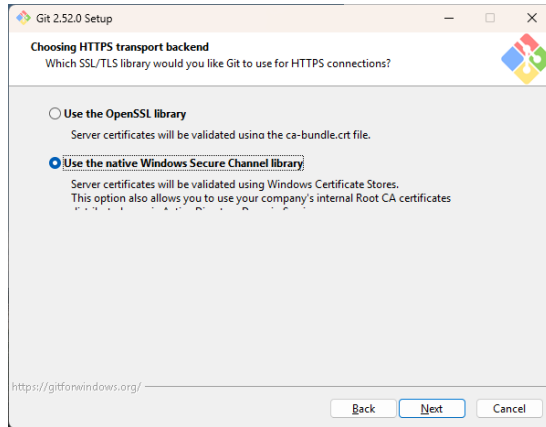 Git 2.52.0 Setup
Choosing HTTPS transport backend
Which SSL/TLS library would you like Git to use for HTTPS connections?
Use the OpenSSL library
Server certificates will be validated using the ca-bundle.crt file.
Use the native Windows Secure Channel library
Server certificates will be validated using Windows Certificate Stores.
This option also allows you to use your company's internal Root CA certificates
https://gitforwindows.org/
Back
Next
Cancel